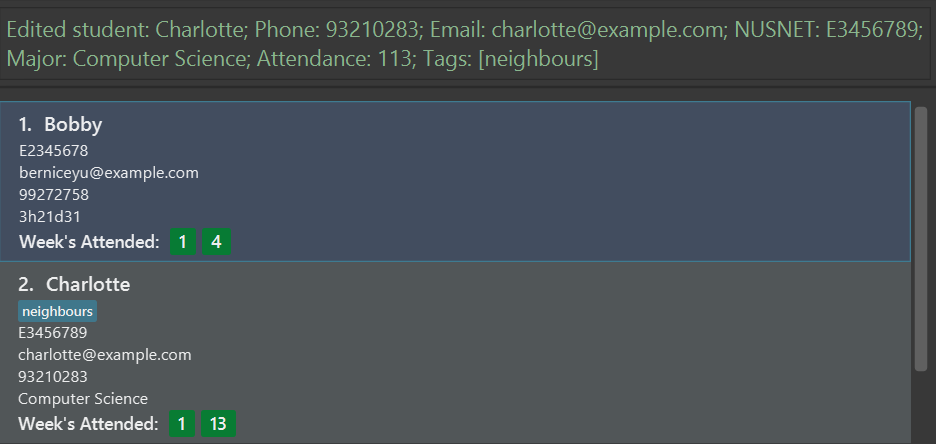 Edited student: Charlotte; Phone: 93210283; Email: charlotte@example.com; NUSNET: E3456789;
Major: Computer Science; Attendance: 113; Tags: [neighbours]
1. Bobby
E2345678
berniceyu@example.com
99272758
3h21d31
Week's Attended: 1 4
2. Charlotte
neighbours
E3456789
charlotte@example.com
93210283
Computer Science
Week's Attended: 1 13